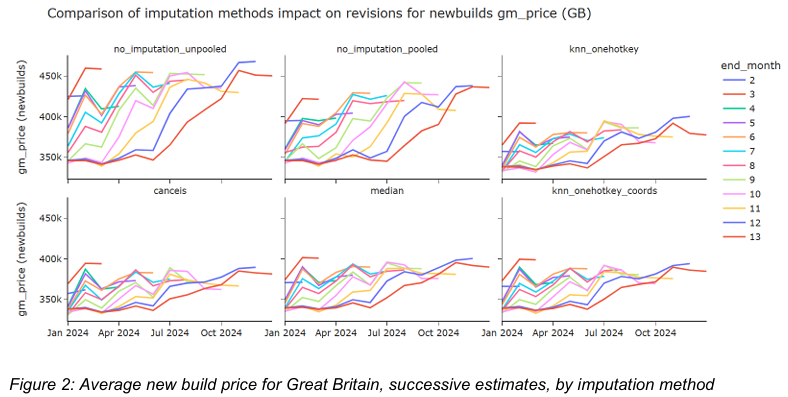 Comparison of imputation methods impact on revisions for newbuilds gm_price (GB)
no_imputation_unpooled
no_imputation_pooled
knn_onehotkey
end_month
2
3
4
5
6
7
8
9
10
11
12
13
gm_price (newbuilds)
450k
400k
350k
canceis
median
knn_onehotkey_coords
gm_price (newbuilds)
450k
400k
350k
Jan 2024 Apr 2024 Jul 2024 Oct 2024
Jan 2024 Apr 2024 Jul 2024 Oct 2024
Jan 2024 Apr 2024 Jul 2024 Oct 2024
Figure 2: Average new build price for Great Britain, successive estimates, by imputation method